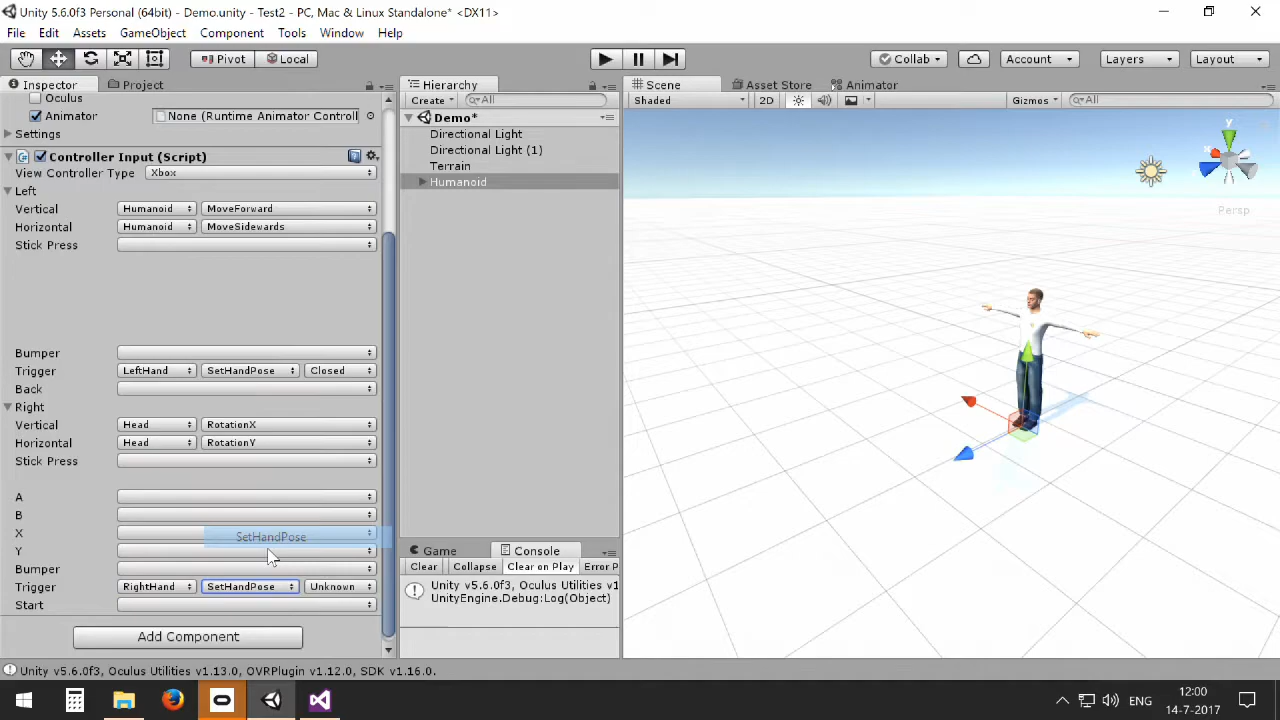 Unity 5.6.0f3 Personal (64bit) - Demo.unity - Test2 - PC, Mac & Linux Standalone* <DX11>
File Edit Assets GameObject Component Tools Window Help
Pivot Local Collab Account Layers Layout
Inspector Project Hierarchy Scene Asset Store Animator
Oculus
Create All Shaded 2D Gizmos All
Animator None (Runtime Animator Controll
Settings
Demo*
Directional Light
Directional Light (1)
Terrain
Humanoid
Controller Input (Script)
View Controller Type Xbox
Left
Vertical Humanoid MoveForward
Horizontal Humanoid MoveSidewards
Stick Press
Bumper
Trigger LeftHand SetHandPose Closed
Back
Right
Vertical Head RotationX
Horizontal Head RotationY
Stick Press
A
B
X
SetHandPose
Y
Bumper
Trigger RightHand SetHandPose Unknown
Start
Add Component
y
x
Persp
Game Console
Clear Collapse Clear on Play Error P
Unity v5.6.0f3, Oculus Utilities v1
UnityEngine.Debug:Log(Object)
Unity v5.6.0f3, Oculus Utilities v1.13.0, OVRPlugin v1.12.0, SDK v1.16.0.
ENG
12:00
14-7-2017